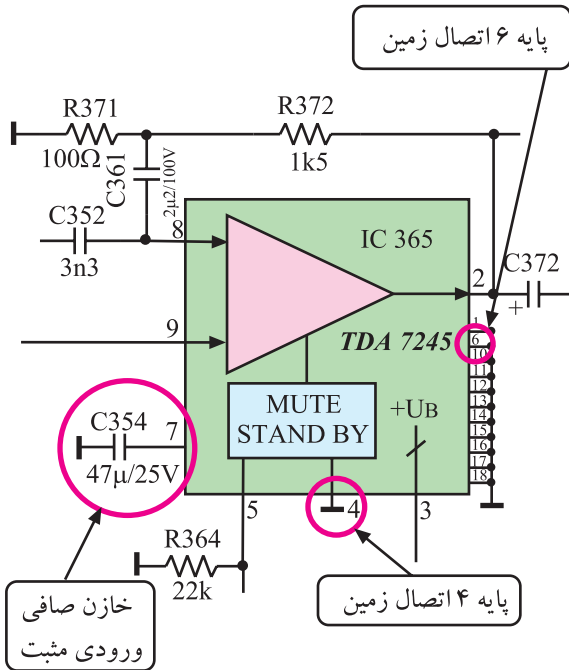 پایه ۶ اتصال زمین
R371
100Ω
R372
1k5
C361
2μ2/100V
C352
3n3
8
IC 365
2
C372
+
9
TDA 7245
1
6
10
11
12
13
14
15
16
17
18
MUTE
STAND BY
+UB
C354
7
47μ/25V
5
4
3
R364
22k
خازن صافی
ورودی مثبت
پایه ۴ اتصال زمین